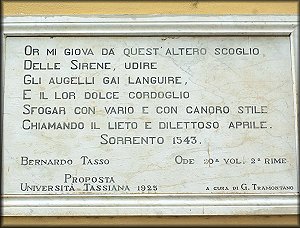 Or mi giova da quest'altero scoglio
Delle Sirene, udire
Gli augelli gai languire,
E il lor dolce cordoglio
Sfogar con vario e con canoro stile
Chiamando il lieto e dilettoso aprile.
Sorrento 1543.
Bernardo Tasso Ode 20ª vol. 2ª Rime
Proposta
Università Tassiana 1925 a cura di G. Tramontano